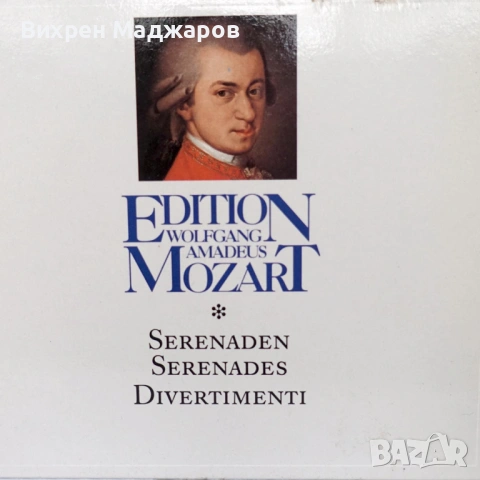 Вихрен Маджаров
EDITION
WOLFGANG
AMADEUS
MOZART
*
SERENADEN
SERENADES
DIVERTIMENTI
BAZAR